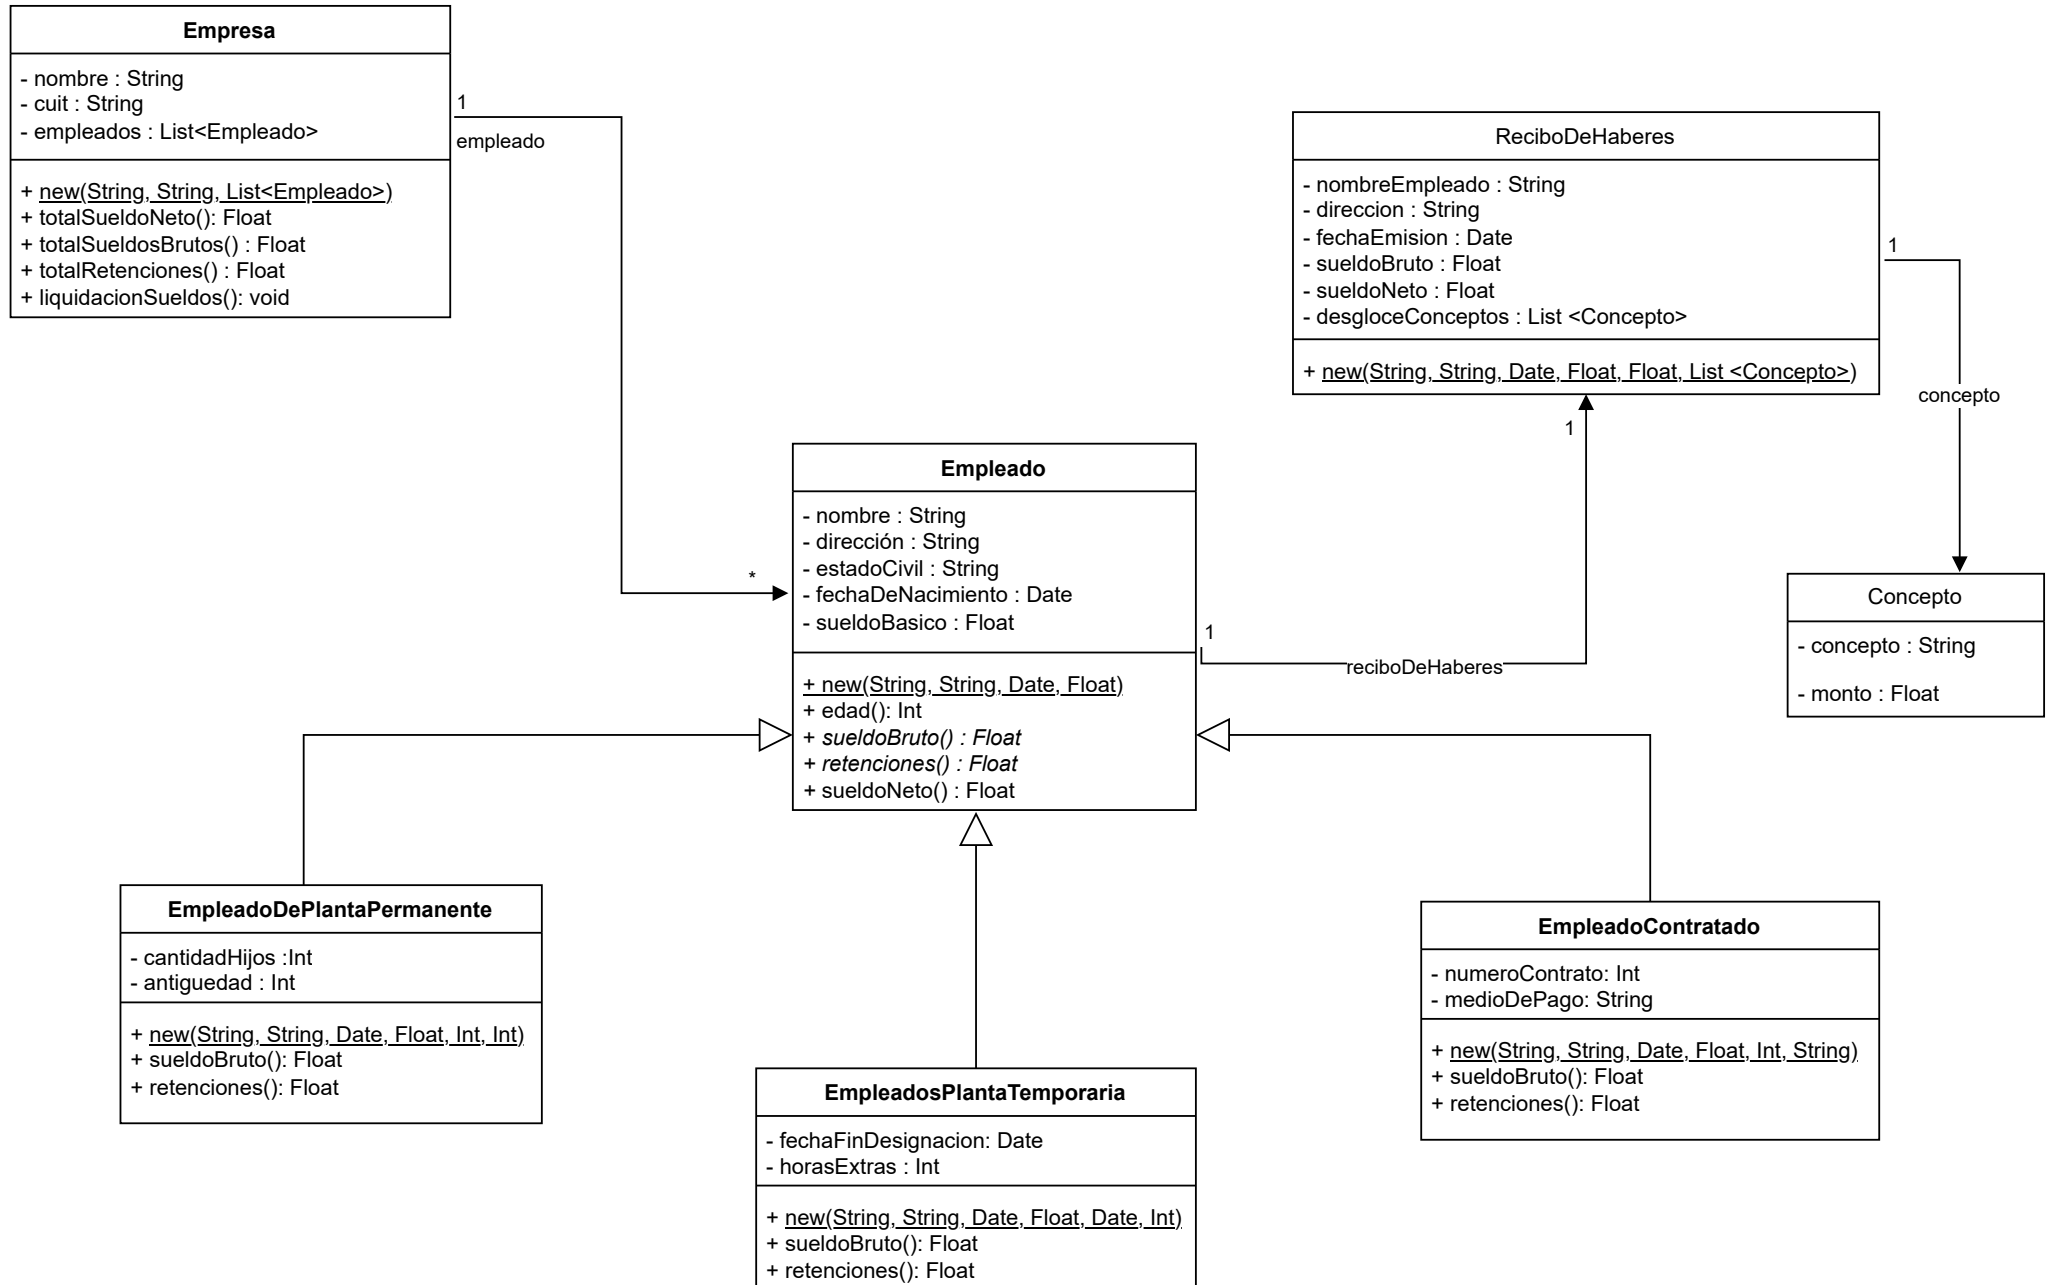 Empresa
- nombre : String
- cuit : String
- empleados : List<Empleado>
+ new(String, String, List<Empleado>)
+ totalSueldoNeto(): Float
+ totalSueldosBrutos() : Float
+ totalRetenciones() : Float
+ liquidacionSueldos(): void
1
empleado
*
ReciboDeHaberes
- nombreEmpleado : String
- direccion : String
- fechaEmision : Date
- sueldoBruto : Float
- sueldoNeto : Float
- desgloceConceptos : List <Concepto>
+ new(String, String, Date, Float, Float, List <Concepto>)
1
concepto
1
Empleado
- nombre : String
- dirección : String
- estadoCivil : String
- fechaDeNacimiento : Date
- sueldoBasico : Float
+ new(String, String, Date, Float)
+ edad(): Int
+ sueldoBruto() : Float
+ retenciones() : Float
+ sueldoNeto() : Float
1
reciboDeHaberes
Concepto
- concepto : String
- monto : Float
EmpleadoDePlantaPermanente
- cantidadHijos :Int
- antiguedad : Int
+ new(String, String, Date, Float, Int, Int)
+ sueldoBruto(): Float
+ retenciones(): Float
EmpleadosPlantaTemporaria
- fechaFinDesignacion: Date
- horasExtras : Int
+ new(String, String, Date, Float, Date, Int)
+ sueldoBruto(): Float
+ retenciones(): Float
EmpleadoContratado
- numeroContrato: Int
- medioDePago: String
+ new(String, String, Date, Float, Int, String)
+ sueldoBruto(): Float
+ retenciones(): Float